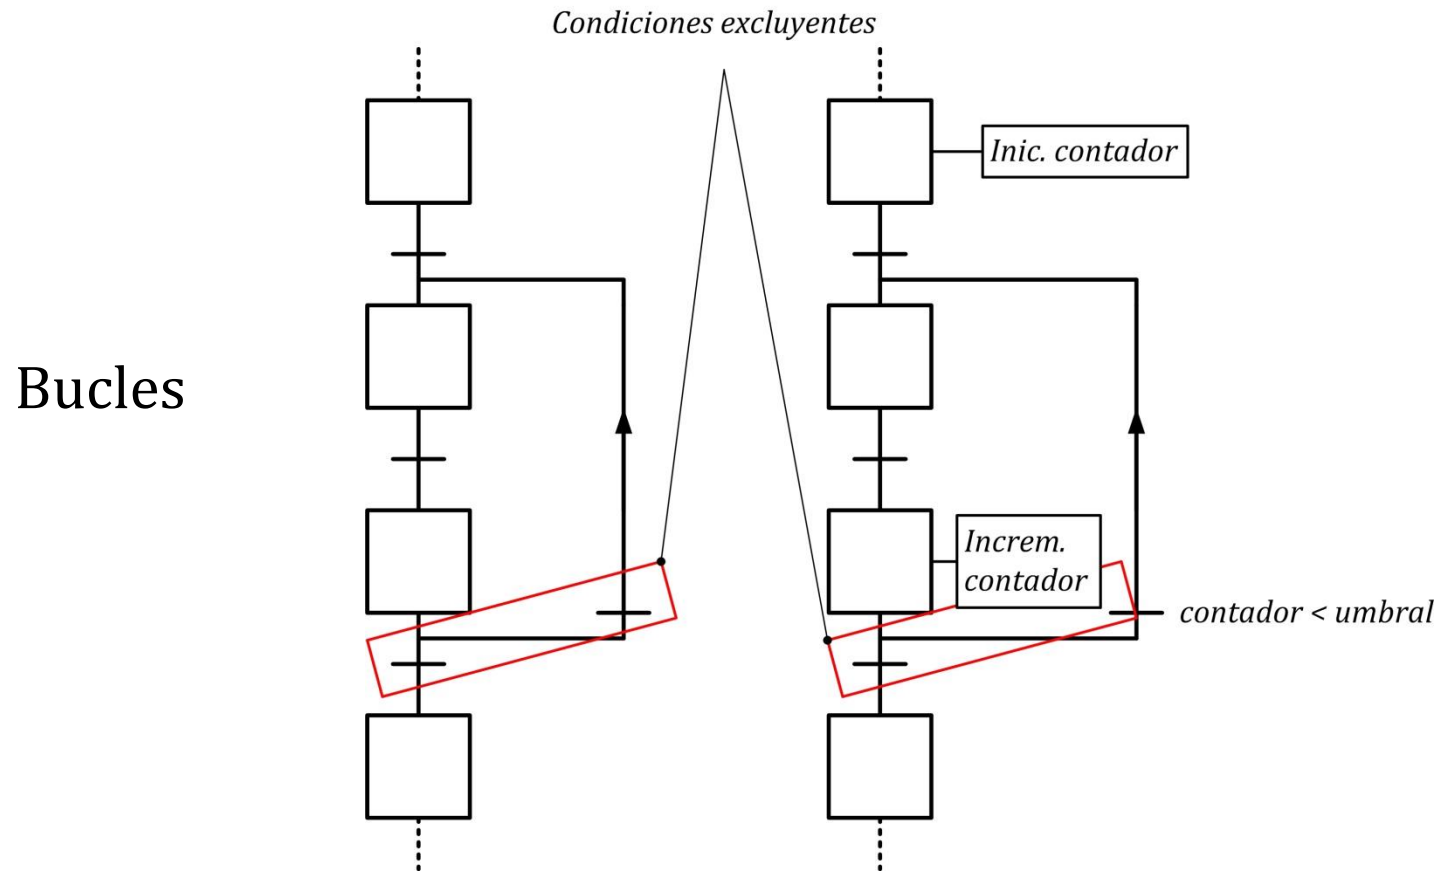 Condiciones excluyentes
Inic. contador
Bucles
Increm.
contador
contador < umbral